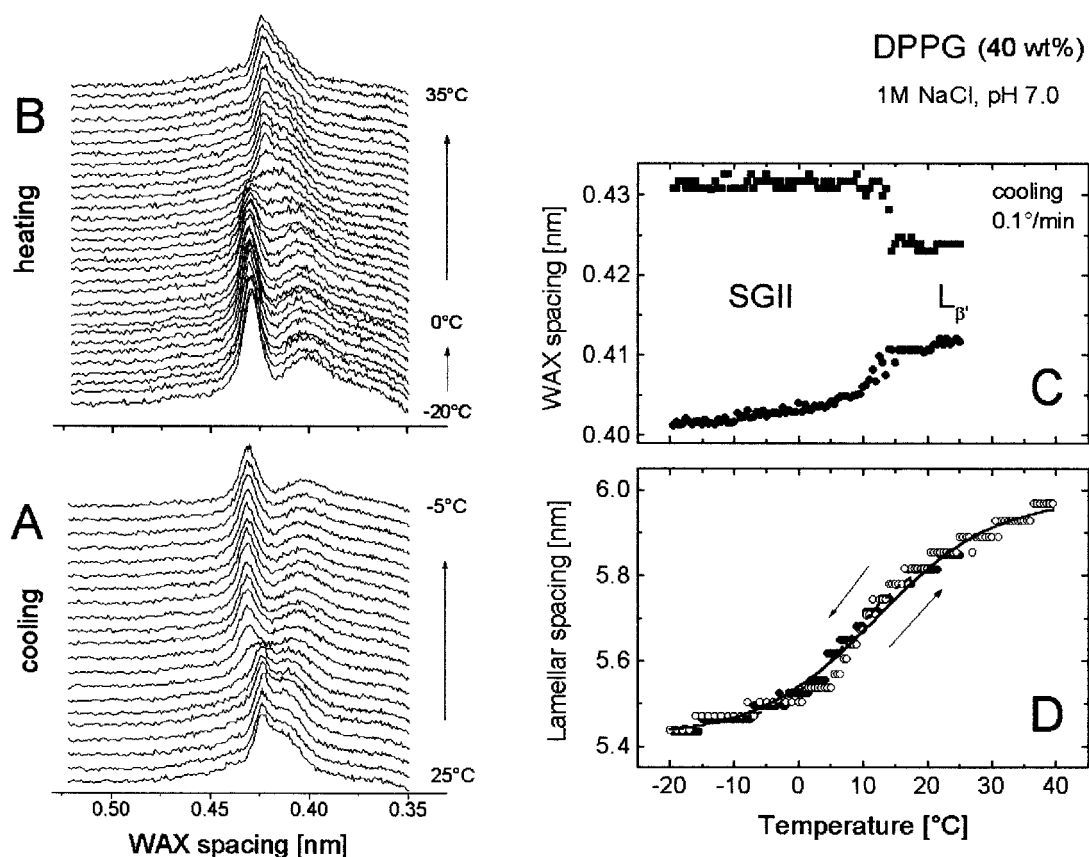 DPPG (40 wt%)
1M NaCl, pH 7.0
B
heating
35°C
0°C
-20°C
A
cooling
-5°C
25°C
0.50
0.45
0.40
0.35
WAX spacing [nm]
WAX spacing [nm]
0.43
0.42
0.41
0.40
cooling
0.1°/min
SGII
Lβ'
C
Lamellar spacing [nm]
6.0
5.8
5.6
5.4
D
-20
-10
0
10
20
30
40
Temperature [°C]